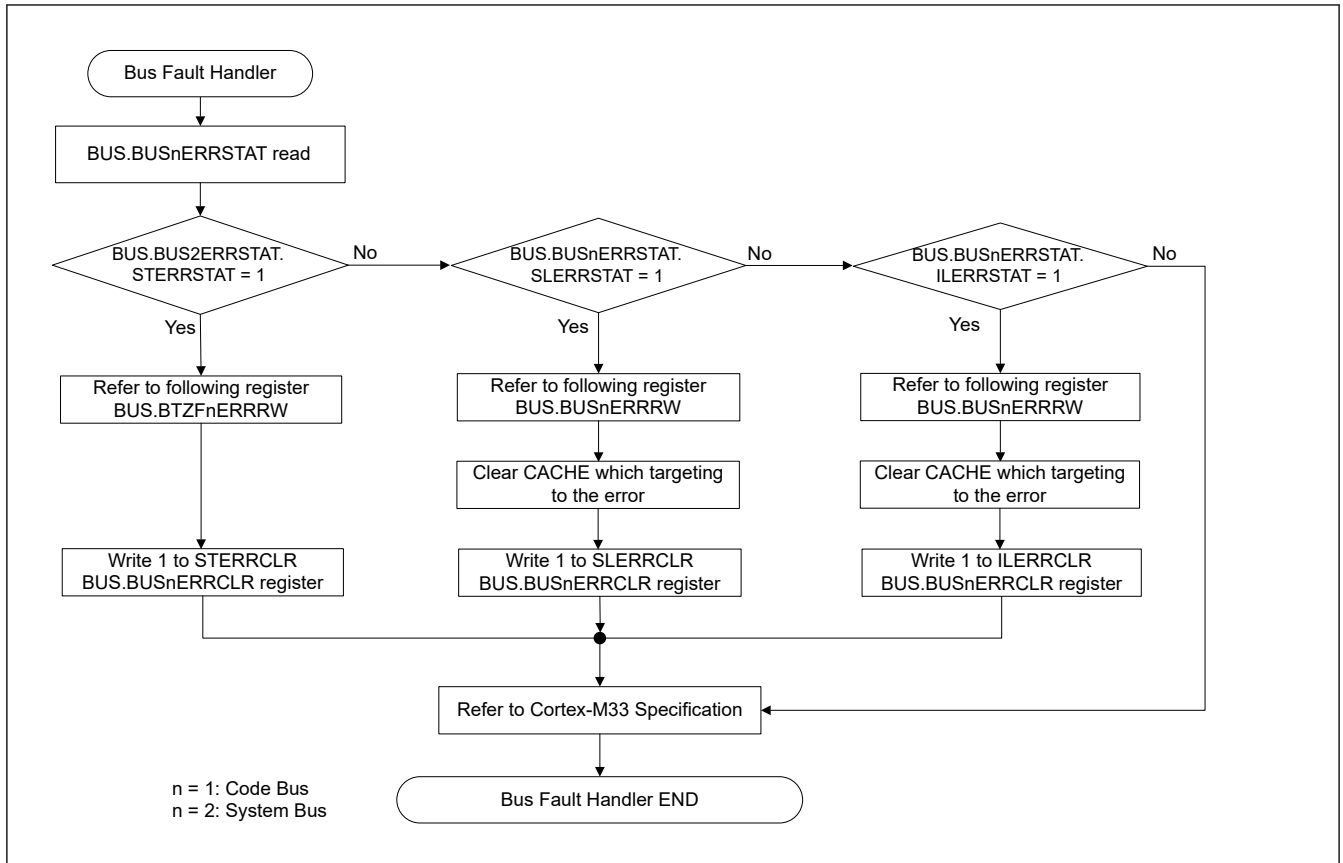 Bus Fault Handler
BUS.BUSnERRSTAT read
BUS.BUS2ERRSTAT.
STERRSTAT = 1
No
BUS.BUSnERRSTAT.
SLERRSTAT = 1
No
BUS.BUSnERRSTAT.
ILERRSTAT = 1
No
Yes
Yes
Yes
Refer to following register
BUS.BTZFnERRRW
Refer to following register
BUS.BUSnERRRW
Refer to following register
BUS.BUSnERRRW
Clear CACHE which targeting
to the error
Clear CACHE which targeting
to the error
Write 1 to STERRCLR
BUS.BUSnERRCLR register
Write 1 to SLERRCLR
BUS.BUSnERRCLR register
Write 1 to ILERRCLR
BUS.BUSnERRCLR register
Refer to Cortex-M33 Specification
n = 1: Code Bus
n = 2: System Bus
Bus Fault Handler END